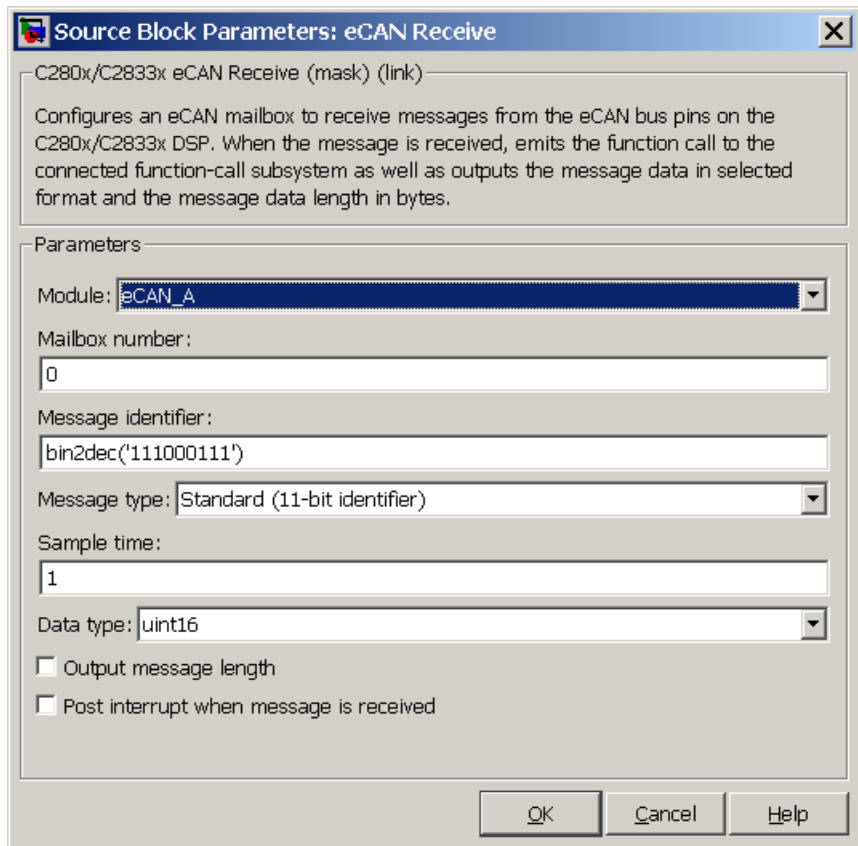 Source Block Parameters: eCAN Receive
C280x/C2833x eCAN Receive (mask) (link)
Configures an eCAN mailbox to receive messages from the eCAN bus pins on the
C280x/C2833x DSP. When the message is received, emits the function call to the
connected function-call subsystem as well as outputs the message data in selected
format and the message data length in bytes.
Parameters
Module: eCAN_A
Mailbox number:
0
Message identifier:
bin2dec('111000111')
Message type: Standard (11-bit identifier)
Sample time:
1
Data type: uint16
Output message length
Post interrupt when message is received
OK Cancel Help